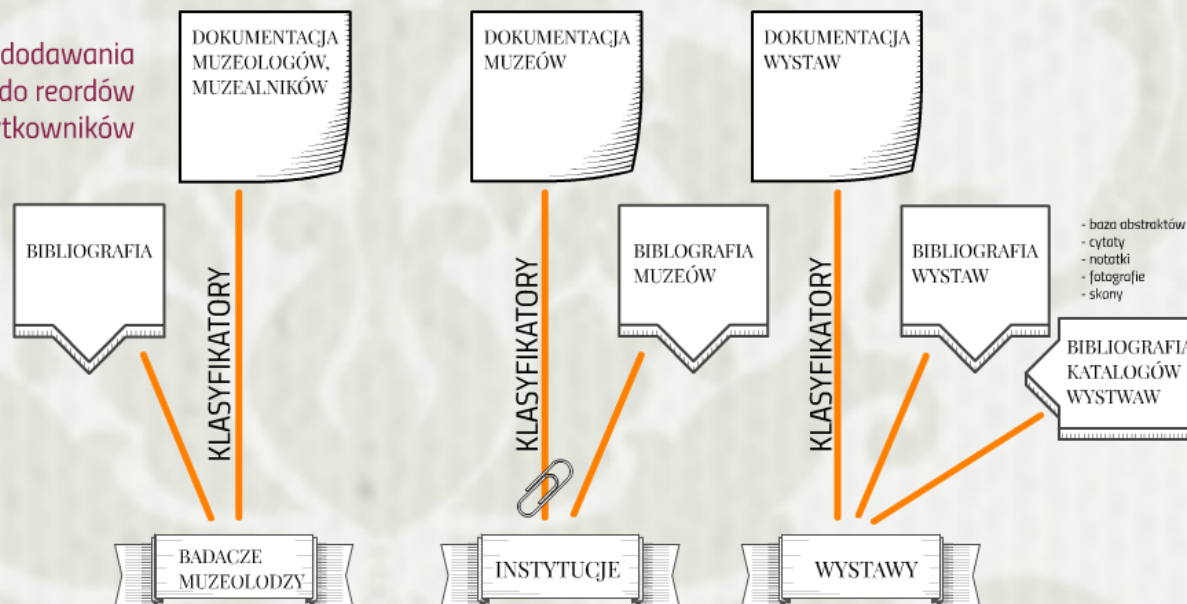 dodawania
do reordów
tkowników
DOKUMENTACJA
MUZEOLOGÓW,
MUZEALNIKÓW
DOKUMENTACJA
MUZEÓW
DOKUMENTACJA
WYSTAW
BIBLIOGRAFIA
KLASYFIKATORY
KLASYFIKATORY
BIBLOGRAFIA
MUZEÓW
KLASYFIKATORY
BIBLIOGRAFIA
WYSTAW
- baza abstraktów
- cytaty
- notatki
- fotografie
- skany
BIBLIOGRAFIA
KATALOGÓW
WYSTWAW
BADACZE
MUZEOLODZY
INSTYTUCJE
WYSTAWY